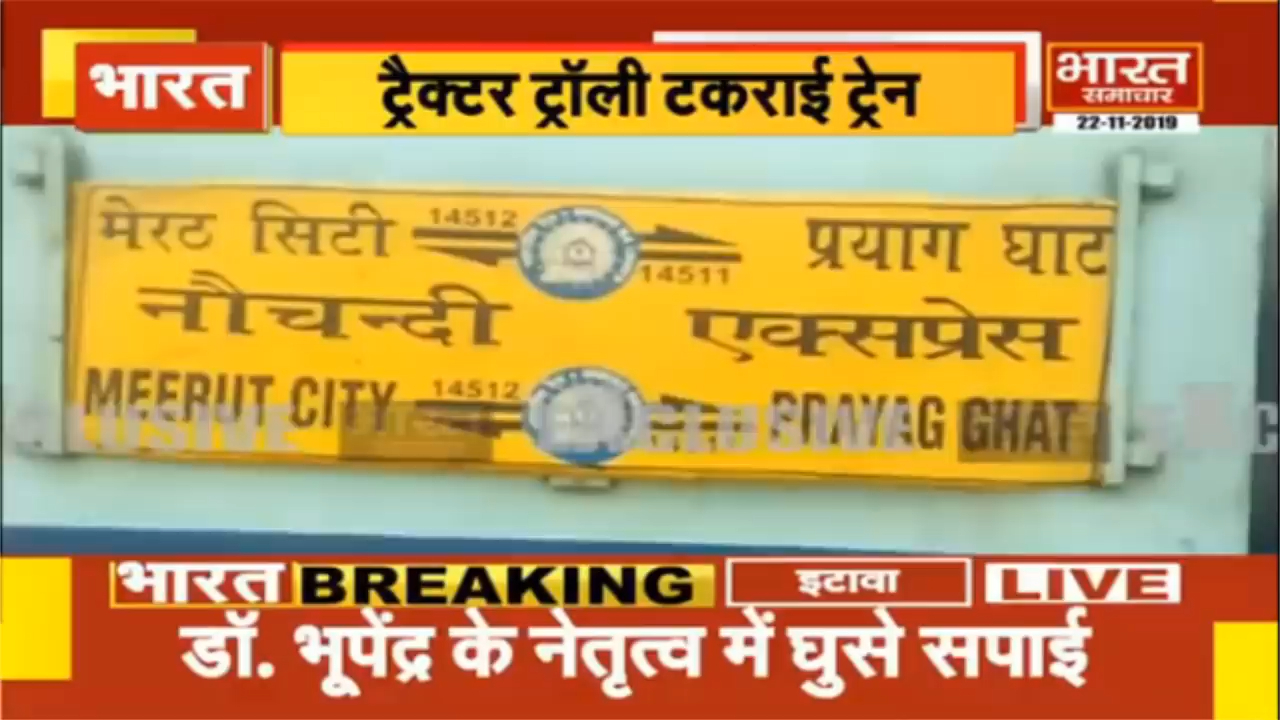 भारत
ट्रैक्टर ट्रॉली टकराई ट्रेन
भारत
समाचार
22-11-2019
मेरठ सिटी 14512 14511 प्रयाग घाट
नौचन्दी एक्सप्रेस
MEERUT CITY 14512 PRAYAG GHAT
EXCLUSIVE
भारत BREAKING इटावा LIVE
डॉ. भूपेंद्र के नेतृत्व में घुसे सपाई